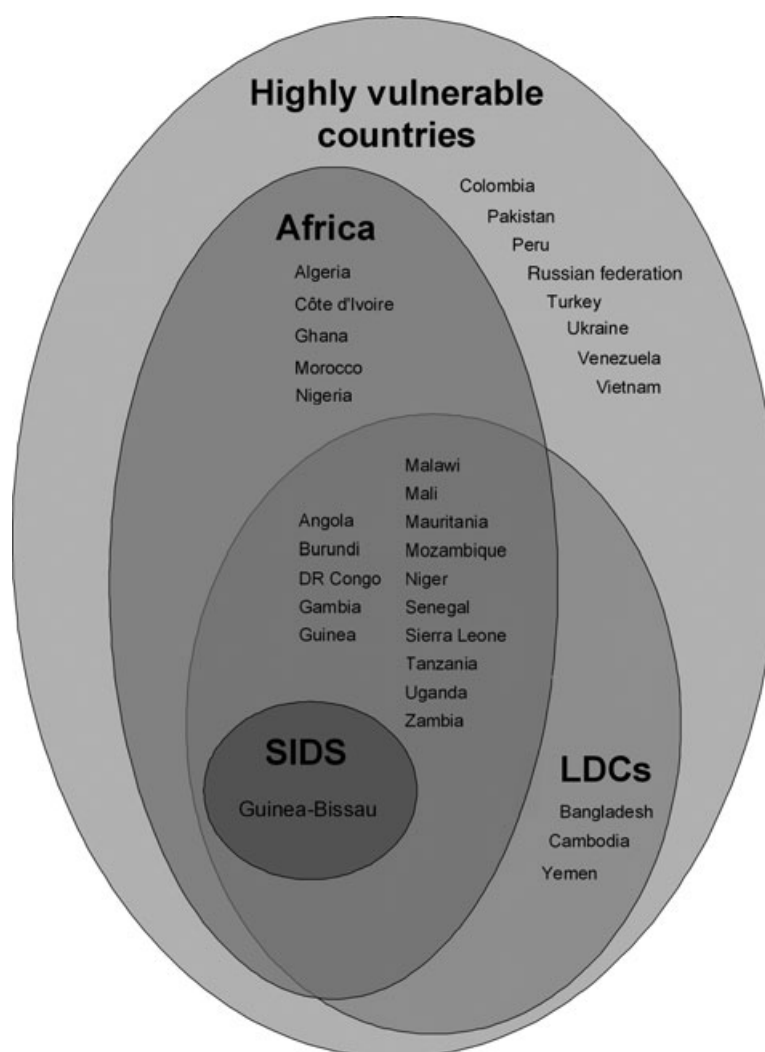 Highly vulnerable
countries
Colombia
Pakistan
Peru
Russian federation
Turkey
Ukraine
Venezuela
Vietnam
Africa
Algeria
Côte d'Ivoire
Ghana
Morocco
Nigeria
Angola
Burundi
DR Congo
Gambia
Guinea
Malawi
Mali
Mauritania
Mozambique
Niger
Senegal
Sierra Leone
Tanzania
Uganda
Zambia
SIDS
Guinea-Bissau
LDCs
Bangladesh
Cambodia
Yemen